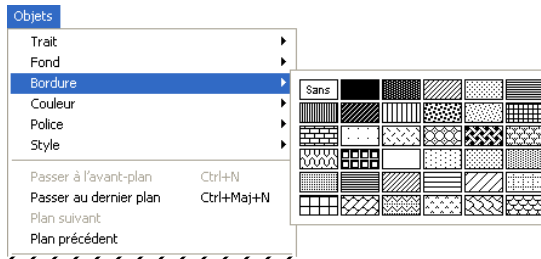 Objets
Trait
Fond
Bordure
Sans
Couleur
Police
Style
Passer à l'avant-plan Ctrl+N
Passer au dernier plan Ctrl+Maj+N
Plan suivant
Plan précédent